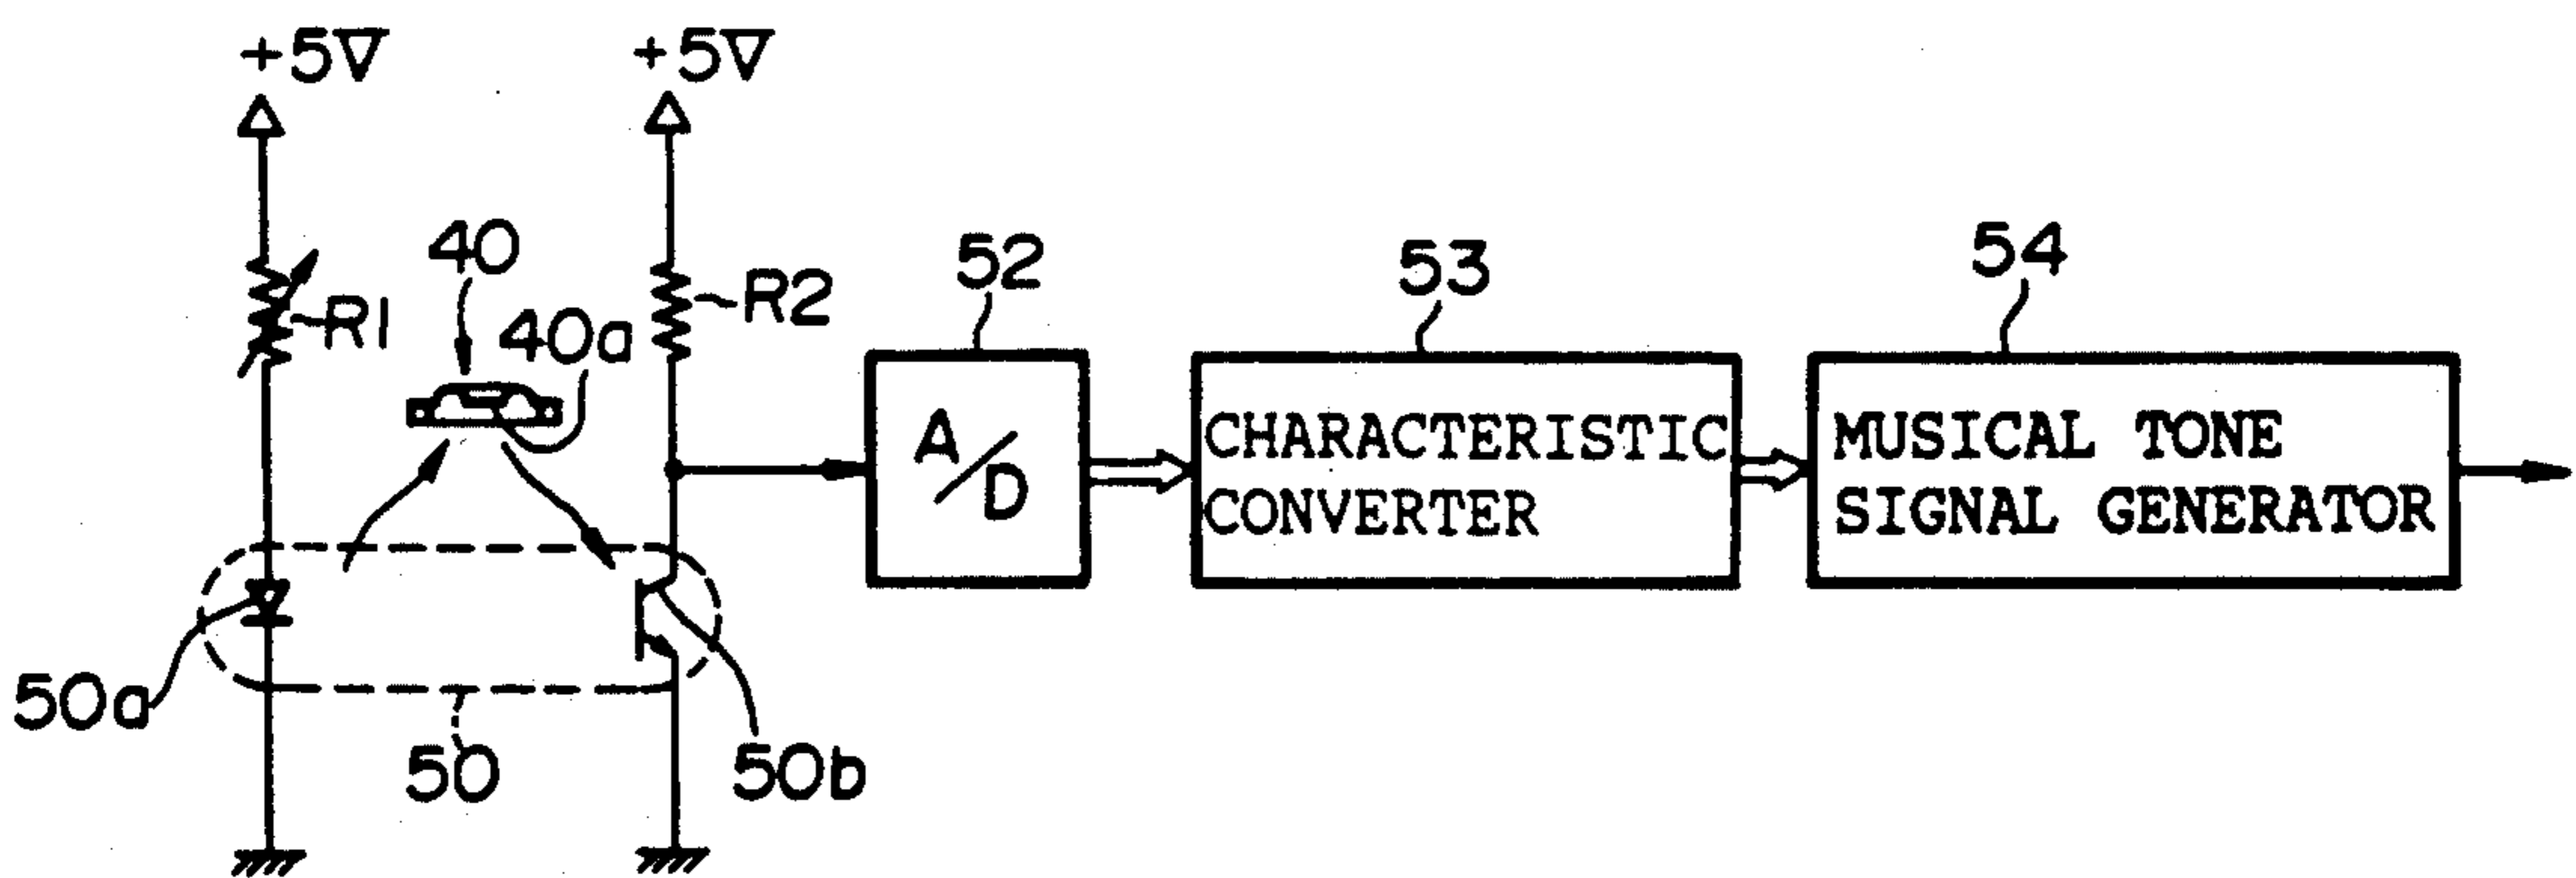 +5V
+5V
40
40a
R1
R2
52
53
54
A/D
CHARACTERISTIC
CONVERTER
MUSICAL TONE
SIGNAL GENERATOR
50a
50
50b